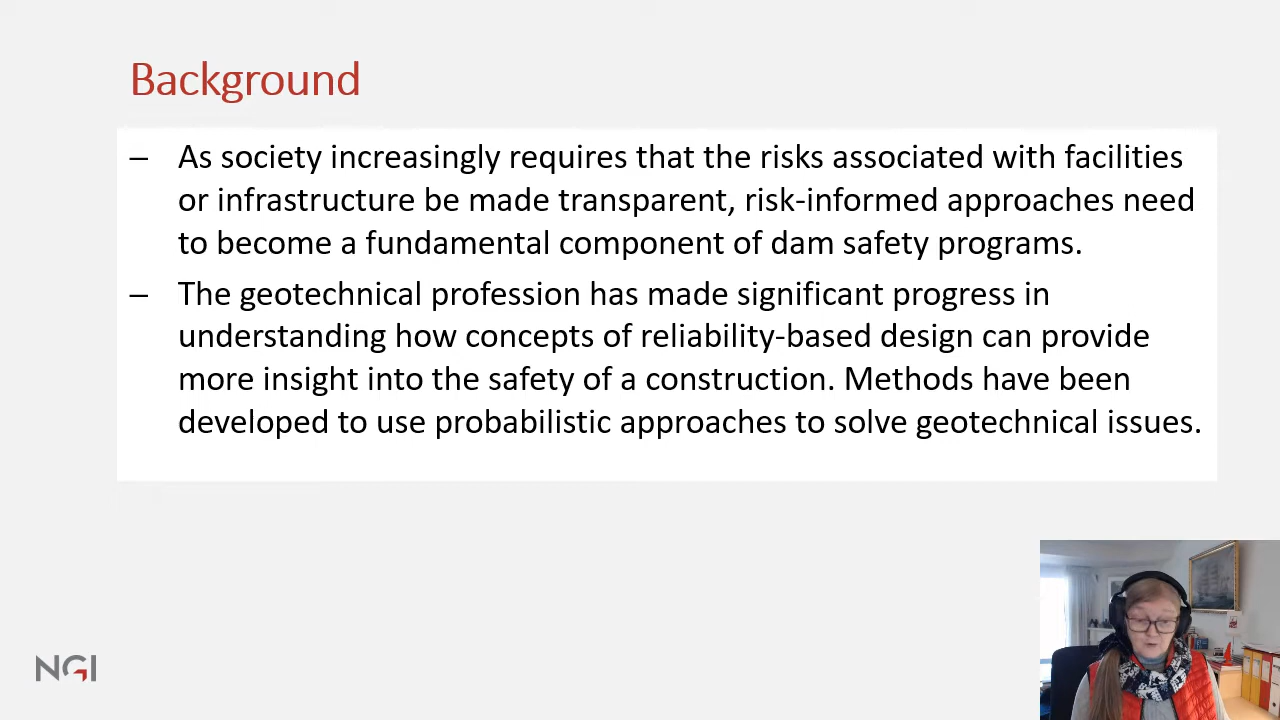 Background
– As society increasingly requires that the risks associated with facilities
or infrastructure be made transparent, risk-informed approaches need
to become a fundamental component of dam safety programs.
– The geotechnical profession has made significant progress in
understanding how concepts of reliability-based design can provide
more insight into the safety of a construction. Methods have been
developed to use probabilistic approaches to solve geotechnical issues.
NGI